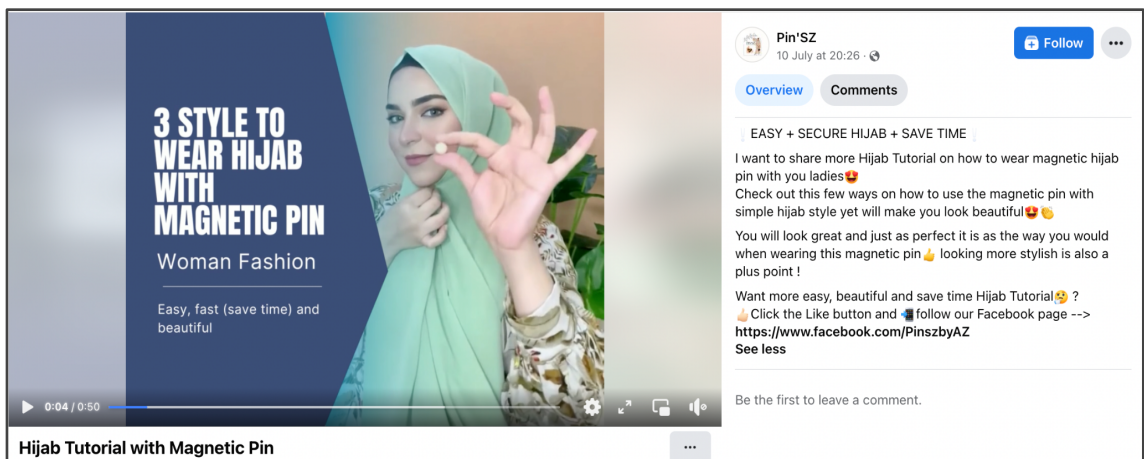 3 STYLE TO
WEAR HIJAB
WITH
MAGNETIC PIN
Woman Fashion
Easy, fast (save time) and
beautiful
0:04 / 0:50
Hijab Tutorial with Magnetic Pin
Pin'SZ
10 July at 20:26 ·
Follow
Overview
Comments
❕EASY + SECURE HIJAB + SAVE TIME❕
I want to share more Hijab Tutorial on how to wear magnetic hijab
pin with you ladies😍
Check out this few ways on how to use the magnetic pin with
simple hijab style yet will make you look beautiful😍👏
You will look great and just as perfect it is as the way you would
when wearing this magnetic pin👍 looking more stylish is also a
plus point !
Want more easy, beautiful and save time Hijab Tutorial🤔 ?
👍🏻Click the Like button and 📲follow our Facebook page -->
https://www.facebook.com/PinszbyAZ
See less
Be the first to leave a comment.